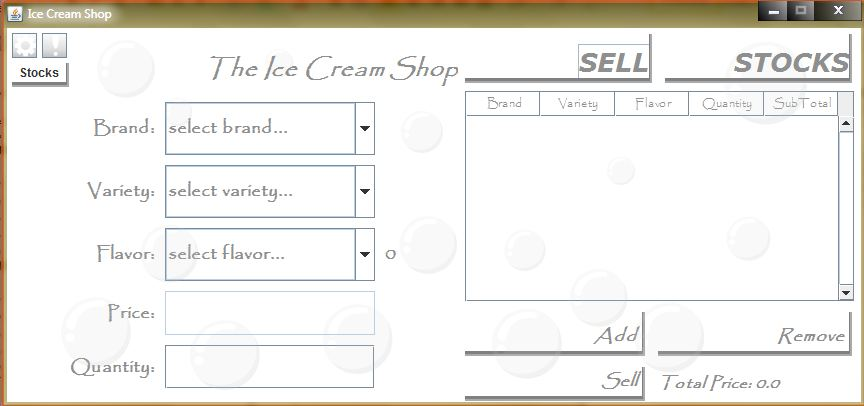 Ice Cream Shop
Stocks
The Ice Cream Shop
SELL
STOCKS
Brand:
select brand...
Variety:
select variety...
Flavor:
select flavor...
0
Price:
Quantity:
Brand Variety Flavor Quantity SubTotal
Add
Remove
Sell
Total Price: 0.0